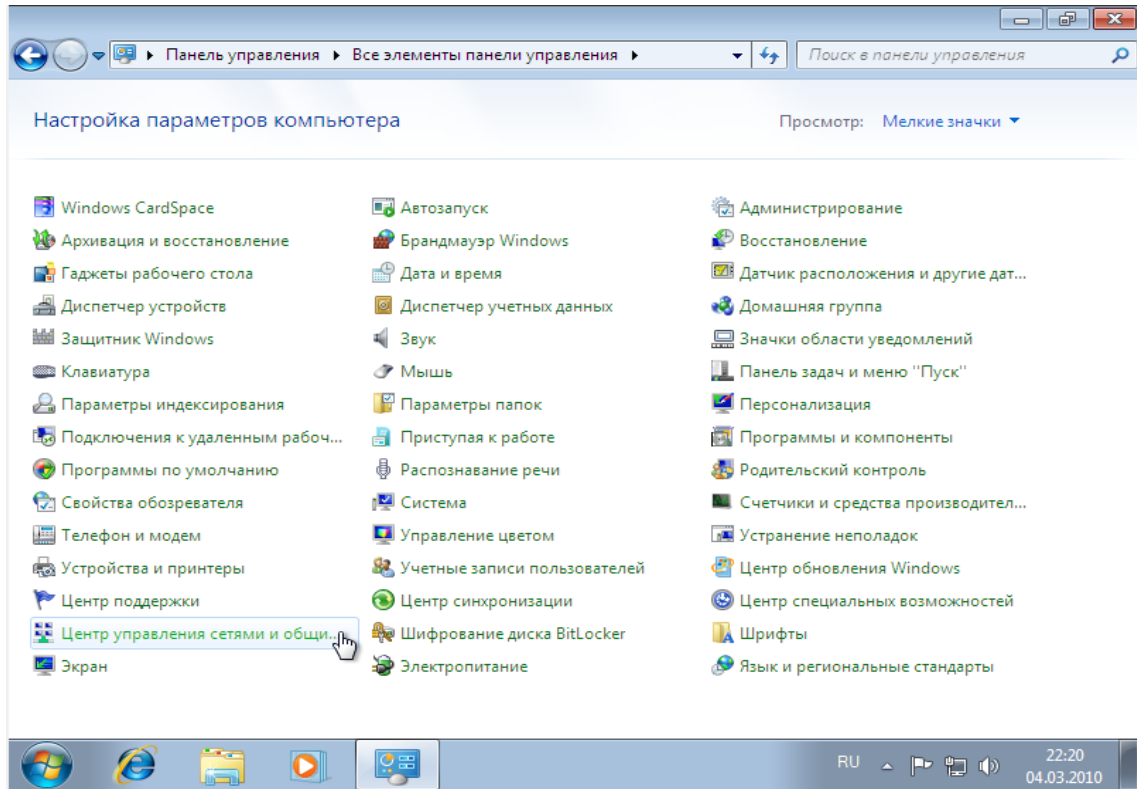 Панель управления Все элементы панели управления
Поиск в панели управления
Настройка параметров компьютера
Просмотр: Мелкие значки
Windows CardSpace Автозапуск Администрирование
Архивация и восстановление Брандмауэр Windows Восстановление
Гаджеты рабочего стола Дата и время Датчик расположения и другие дат...
Диспетчер устройств Диспетчер учетных данных Домашняя группа
Защитник Windows Звук Значки области уведомлений
Клавиатура Мышь Панель задач и меню ''Пуск''
Параметры индексирования Параметры папок Персонализация
Подключения к удаленным рабоч... Приступая к работе Программы и компоненты
Программы по умолчанию Распознавание речи Родительский контроль
Свойства обозревателя Система Счетчики и средства производител...
Телефон и модем Управление цветом Устранение неполадок
Устройства и принтеры Учетные записи пользователей Центр обновления Windows
Центр поддержки Центр синхронизации Центр специальных возможностей
Центр управления сетями и общи... Шифрование диска BitLocker Шрифты
Экран Электропитание Язык и региональные стандарты
RU 22:20
04.03.2010